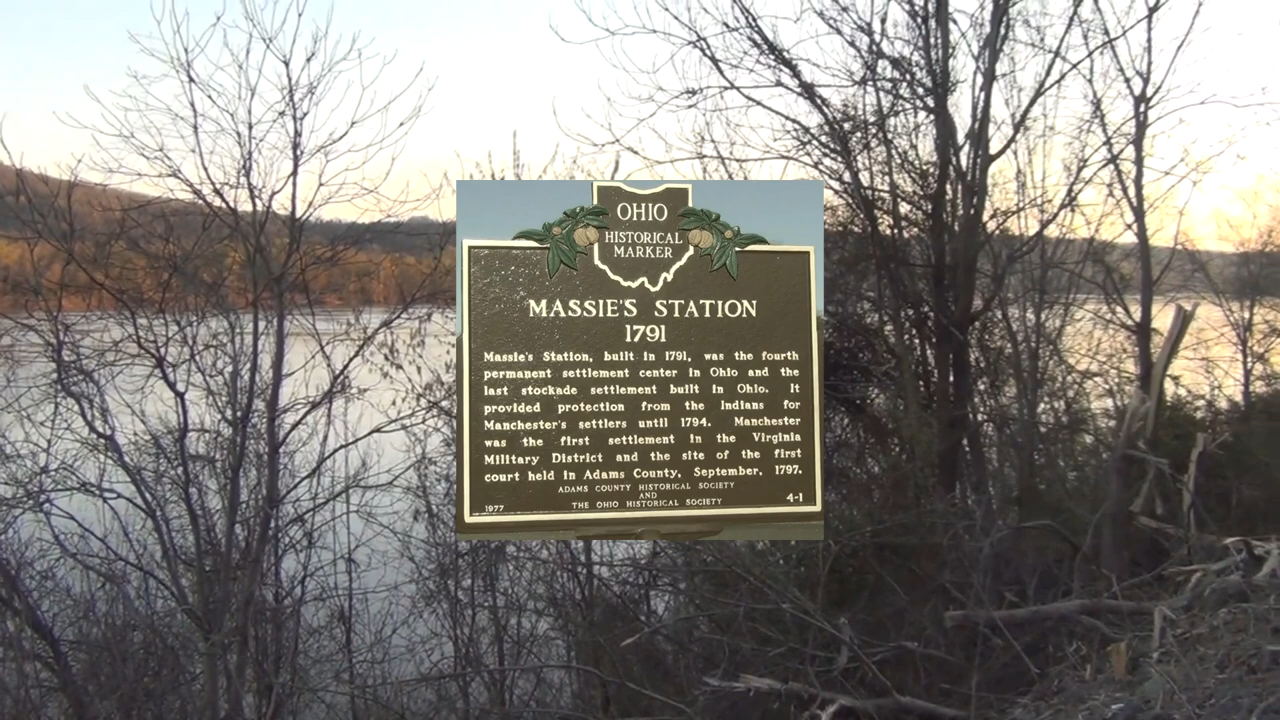 OHIO
HISTORICAL
MARKER
MASSIE'S STATION
1791
Massie's Station, built in 1791, was the fourth
permanent settlement center in Ohio and the
last stockade settlement built in Ohio. It
provided protection from the Indians for
Manchester's settlers until 1794. Manchester
was the first settlement in the Virginia
Military District and the site of the first
court held in Adams County, September, 1797.
ADAMS COUNTY HISTORICAL SOCIETY
AND
THE OHIO HISTORICAL SOCIETY
1977
4-1